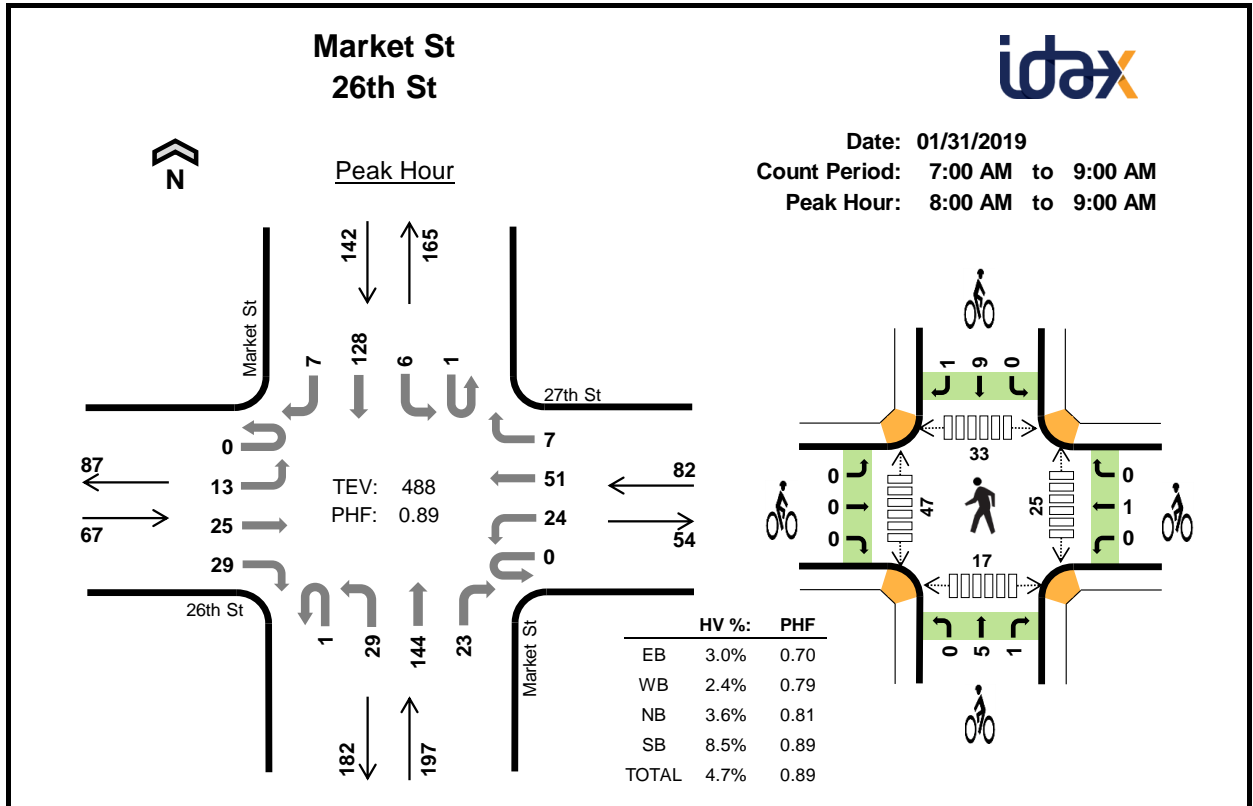 Market St
26th St
idax
N
Peak Hour
Date: 01/31/2019
Count Period: 7:00 AM to 9:00 AM
Peak Hour: 8:00 AM to 9:00 AM
142
165
Market St
7
128
6
1
27th St
0
13
25
29
87
67
TEV: 488
PHF: 0.89
7
51
24
0
82
54
26th St
1
29
144
23
Market St
182
197
HV %: PHF
EB 3.0% 0.70
WB 2.4% 0.79
NB 3.6% 0.81
SB 8.5% 0.89
TOTAL 4.7% 0.89
1
9
0
33
0
0
0
47
25
0
1
0
17
0
5
1